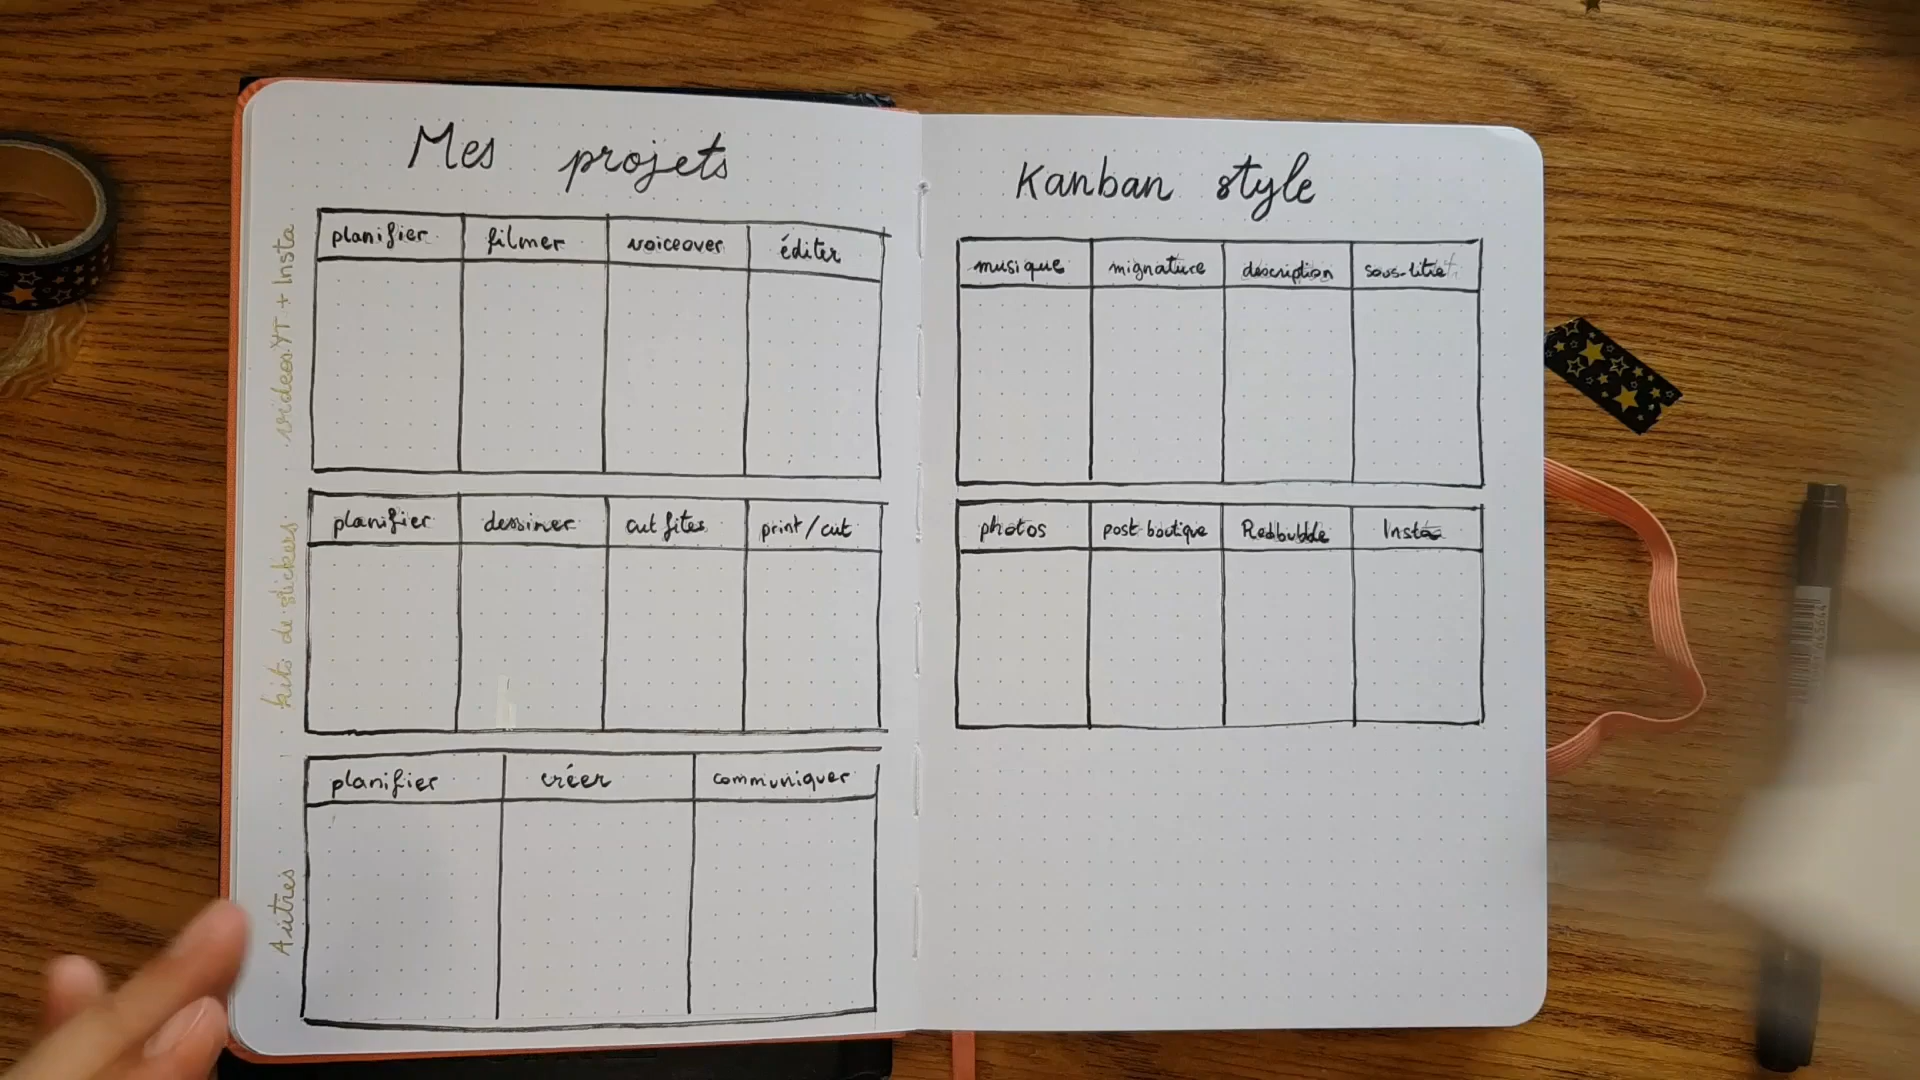 Mes projets
Kanban style
videos YT + Insta
planifier filmer voiceover éditer
musique mignature description sous-titre
kits de stickers
planifier dessiner cut files print/cut
photos post boutique Redbubble Insta
Autres
planifier créer communiquer